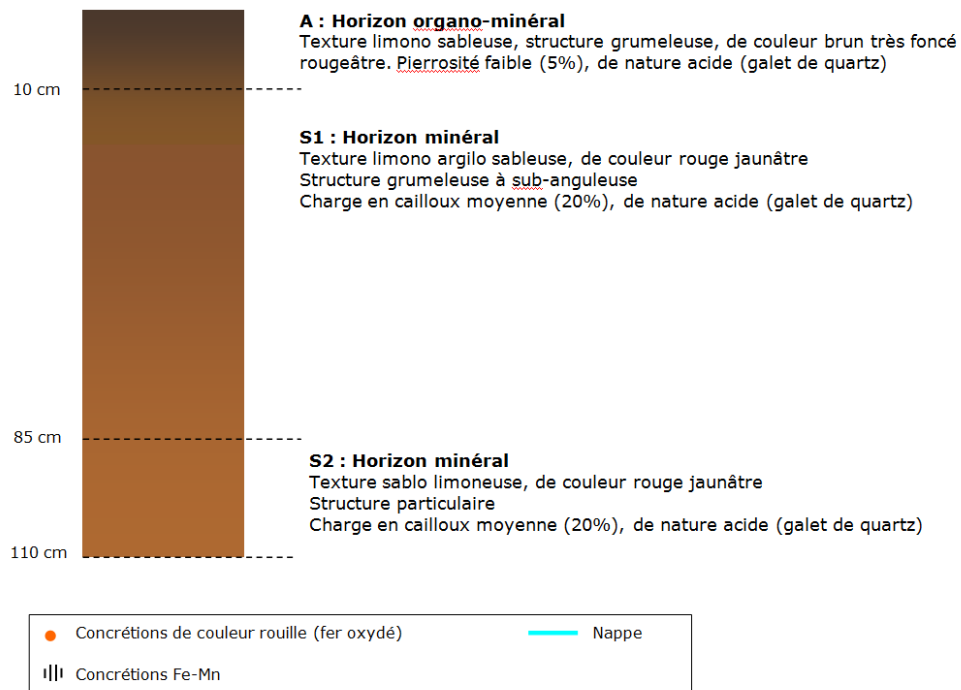 A : Horizon organo-minéral
Texture limono sableuse, structure grumeleuse, de couleur brun très foncé
rougeâtre. Pierrosité faible (5%), de nature acide (galet de quartz)
10 cm
S1 : Horizon minéral
Texture limono argilo sableuse, de couleur rouge jaunâtre
Structure grumeleuse à sub-anguleuse
Charge en cailloux moyenne (20%), de nature acide (galet de quartz)
85 cm
S2 : Horizon minéral
Texture sablo limoneuse, de couleur rouge jaunâtre
Structure particulaire
Charge en cailloux moyenne (20%), de nature acide (galet de quartz)
110 cm
Concrétions de couleur rouille (fer oxydé)
Nappe
Concrétions Fe-Mn